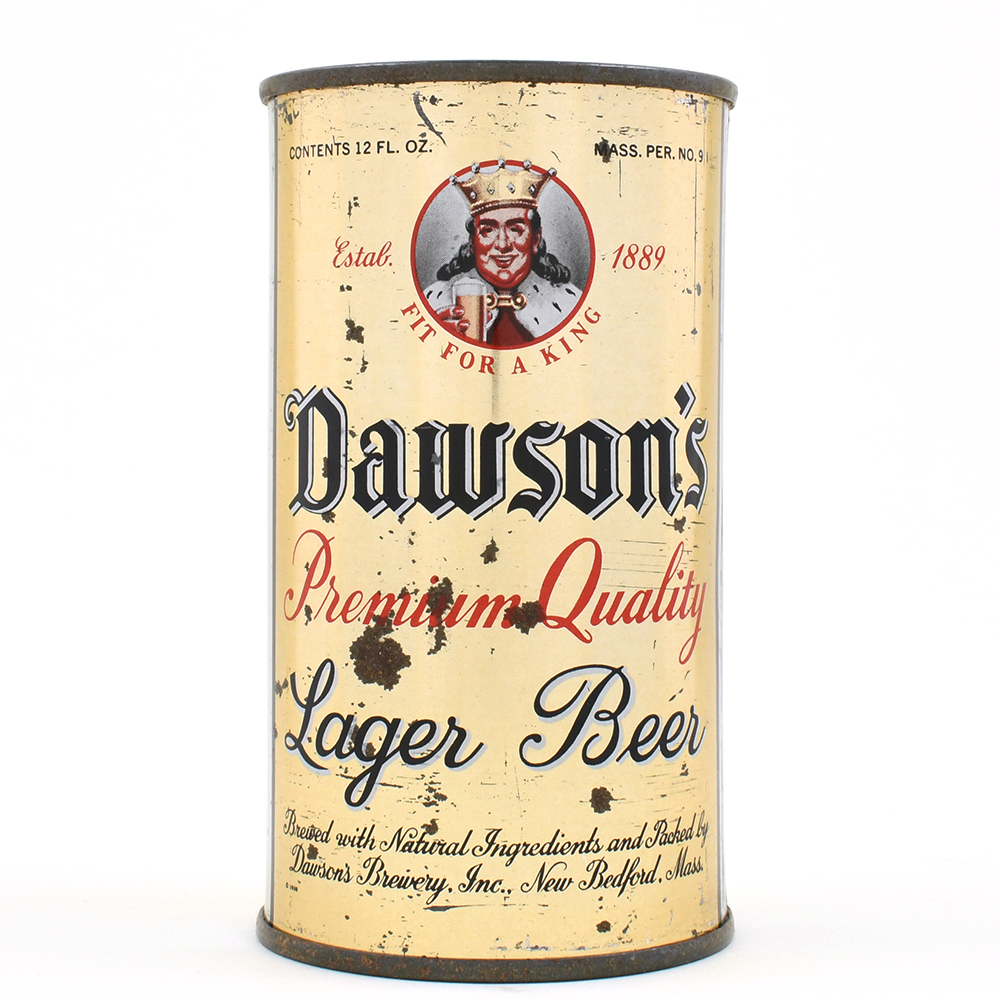 CONTENTS 12 FL. OZ. MASS. PER. NO. 9
Estab. 1889
FIT FOR A KING
Dawson's
Premium Quality
Lager Beer
Brewed with Natural Ingredients and Packed by
Dawson's Brewery, Inc., New Bedford, Mass.